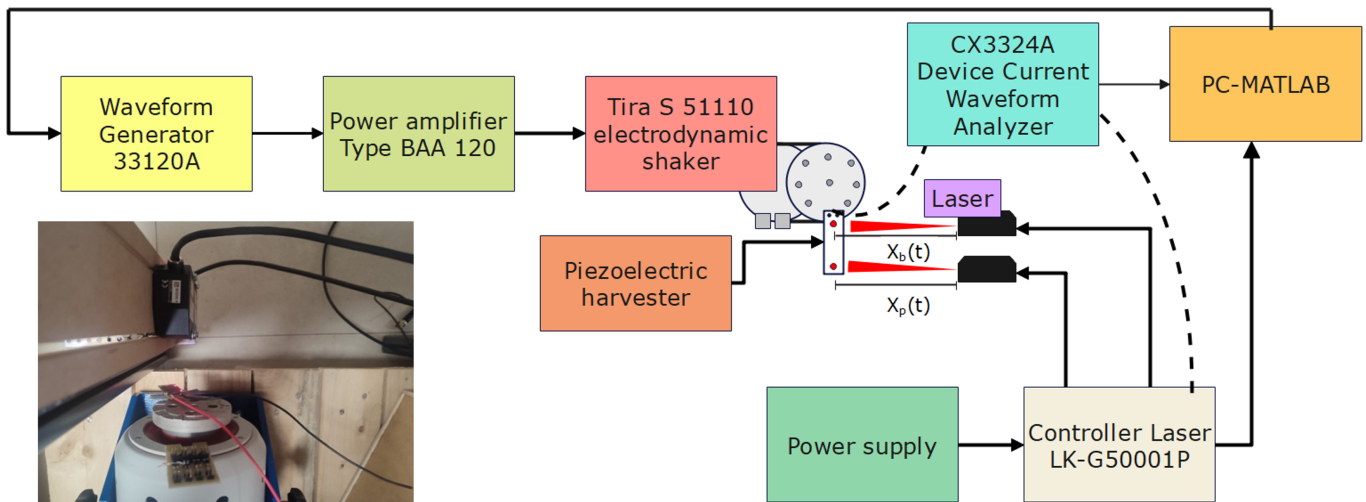 Waveform
Generator
33120A
Power amplifier
Type BAA 120
Tira S 51110
electrodynamic
shaker
CX3324A
Device Current
Waveform
Analyzer
PC-MATLAB
Laser
Xb(t)
Piezoelectric
harvester
Xp(t)
Power supply
Controller Laser
LK-G50001P